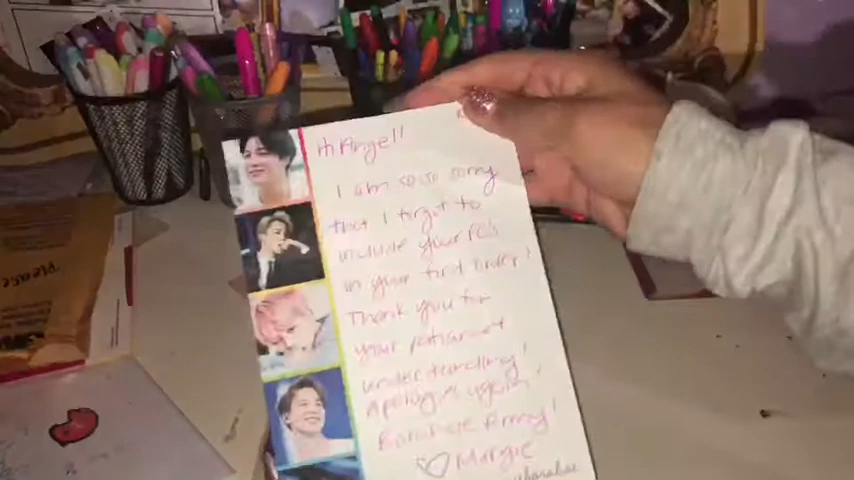 Hi Angel!
I am so so sorry
that I forgot to
include your PCs
in your first order!
Thank you for
your patience +
understanding!
Apologies again!
Borahae Army!
♡ Margie
please